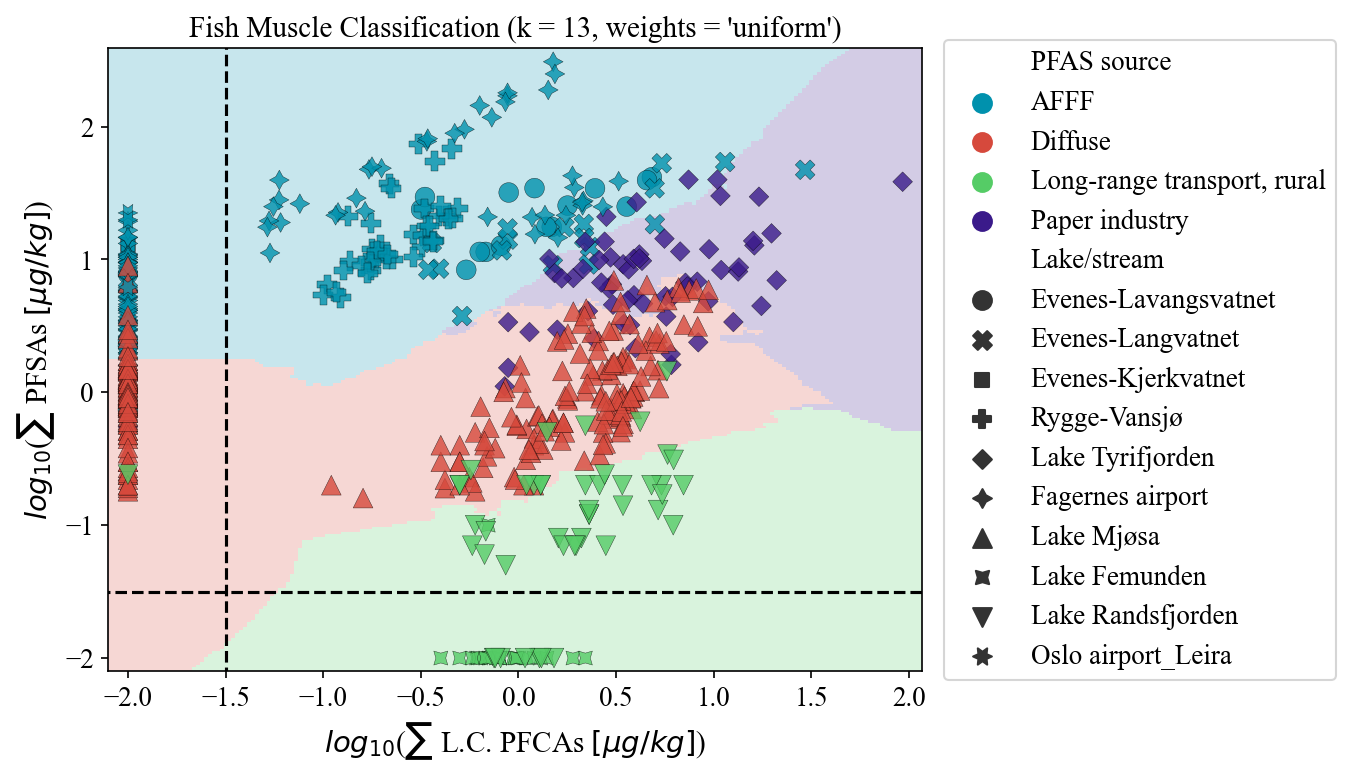 Fish Muscle Classification (k = 13, weights = 'uniform')
log10(∑ PFSAs [µg/kg])
2
1
0
−1
−2
−2.0 −1.5 −1.0 −0.5 0.0 0.5 1.0 1.5 2.0
log10(∑ L.C. PFCAs [µg/kg])
PFAS source
AFFF
Diffuse
Long-range transport, rural
Paper industry
Lake/stream
Evenes-Lavangsvatnet
Evenes-Langvatnet
Evenes-Kjerkvatnet
Rygge-Vansjø
Lake Tyrifjorden
Fagernes airport
Lake Mjøsa
Lake Femunden
Lake Randsfjorden
Oslo airport_Leira